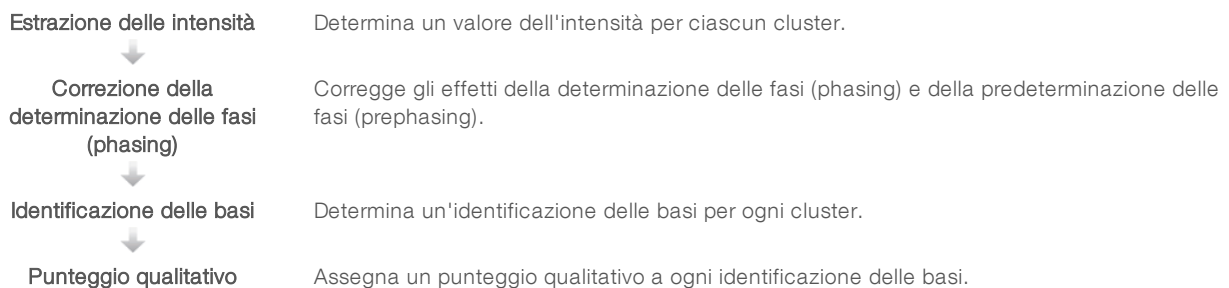 Estrazione delle intensità
Determina un valore dell'intensità per ciascun cluster.
Correzione della
determinazione delle fasi
(phasing)
Corregge gli effetti della determinazione delle fasi (phasing) e della predeterminazione delle
fasi (prephasing).
Identificazione delle basi
Determina un'identificazione delle basi per ogni cluster.
Punteggio qualitativo
Assegna un punteggio qualitativo a ogni identificazione delle basi.